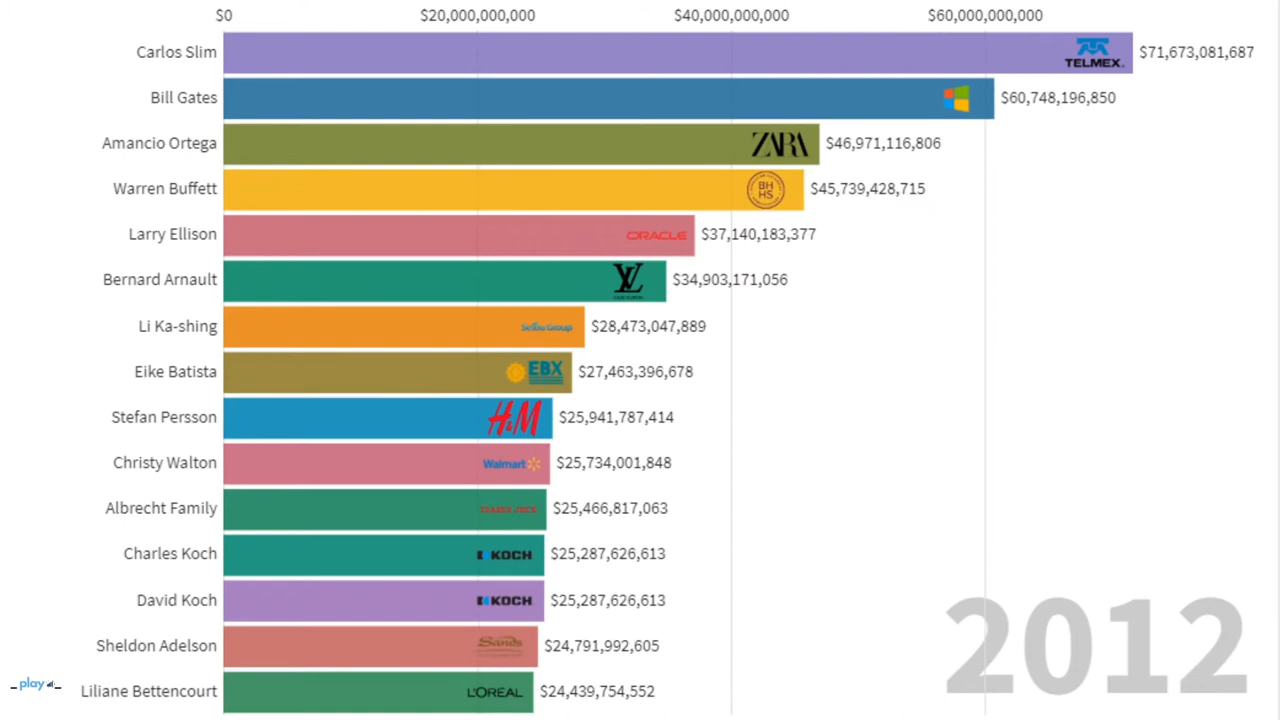 $0 $20,000,000,000 $40,000,000,000 $60,000,000,000
Carlos Slim TELMEX. $71,673,081,687
Bill Gates $60,748,196,850
Amancio Ortega ZARA $46,971,116,806
Warren Buffett BH HS $45,739,428,715
Larry Ellison ORACLE $37,140,183,377
Bernard Arnault LV $34,903,171,056
Li Ka-shing Group $28,473,047,889
Eike Batista EBX $27,463,396,678
Stefan Persson H&M $25,941,787,414
Christy Walton Walmart $25,734,001,848
Albrecht Family TRADER JOE'S $25,466,817,063
Charles Koch KOCH $25,287,626,613
David Koch KOCH $25,287,626,613
Sheldon Adelson Sands $24,791,992,605
Liliane Bettencourt L'ORÉAL $24,439,754,552
_play
2012